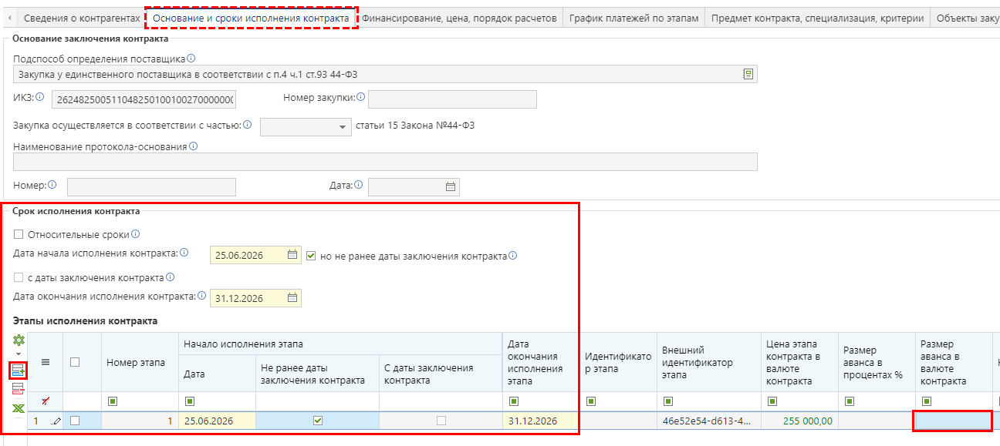 Сведения о контрагентах Основание и сроки исполнения контракта Финансирование, цена, порядок расчетов График платежей по этапам Предмет контракта, специализация, критерии Объекты заку
Основание заключения контракта
Подспособ определения поставщика
Закупка у единственного поставщика в соответствии с п.4 ч.1 ст.93 44-ФЗ
ИКЗ: Номер закупки:
Закупка осуществляется в соответствии с частью: статьи 15 Закона №44-ФЗ
Наименование протокола-основания
Номер: Дата:
Срок исполнения контракта
Относительные сроки
Дата начала исполнения контракта: 25.06.2026 но не ранее даты заключения контракта
с даты заключения контракта
Дата окончания исполнения контракта: 31.12.2026
Этапы исполнения контракта
Номер этапа
Начало исполнения этапа
Дата
Не ранее даты
заключения контракта
С даты заключения
контракта
Дата
окончания
исполнения
этапа
Идентификато
р этапа
Внешний
идентификатор
этапа
Цена этапа
контракта в
валюте
контракта
Размер
аванса в
процентах %
Размер
аванса в
валюте
контракта
1 1 25.06.2026 31.12.2026 46e52e54-d613-4... 255 000,00